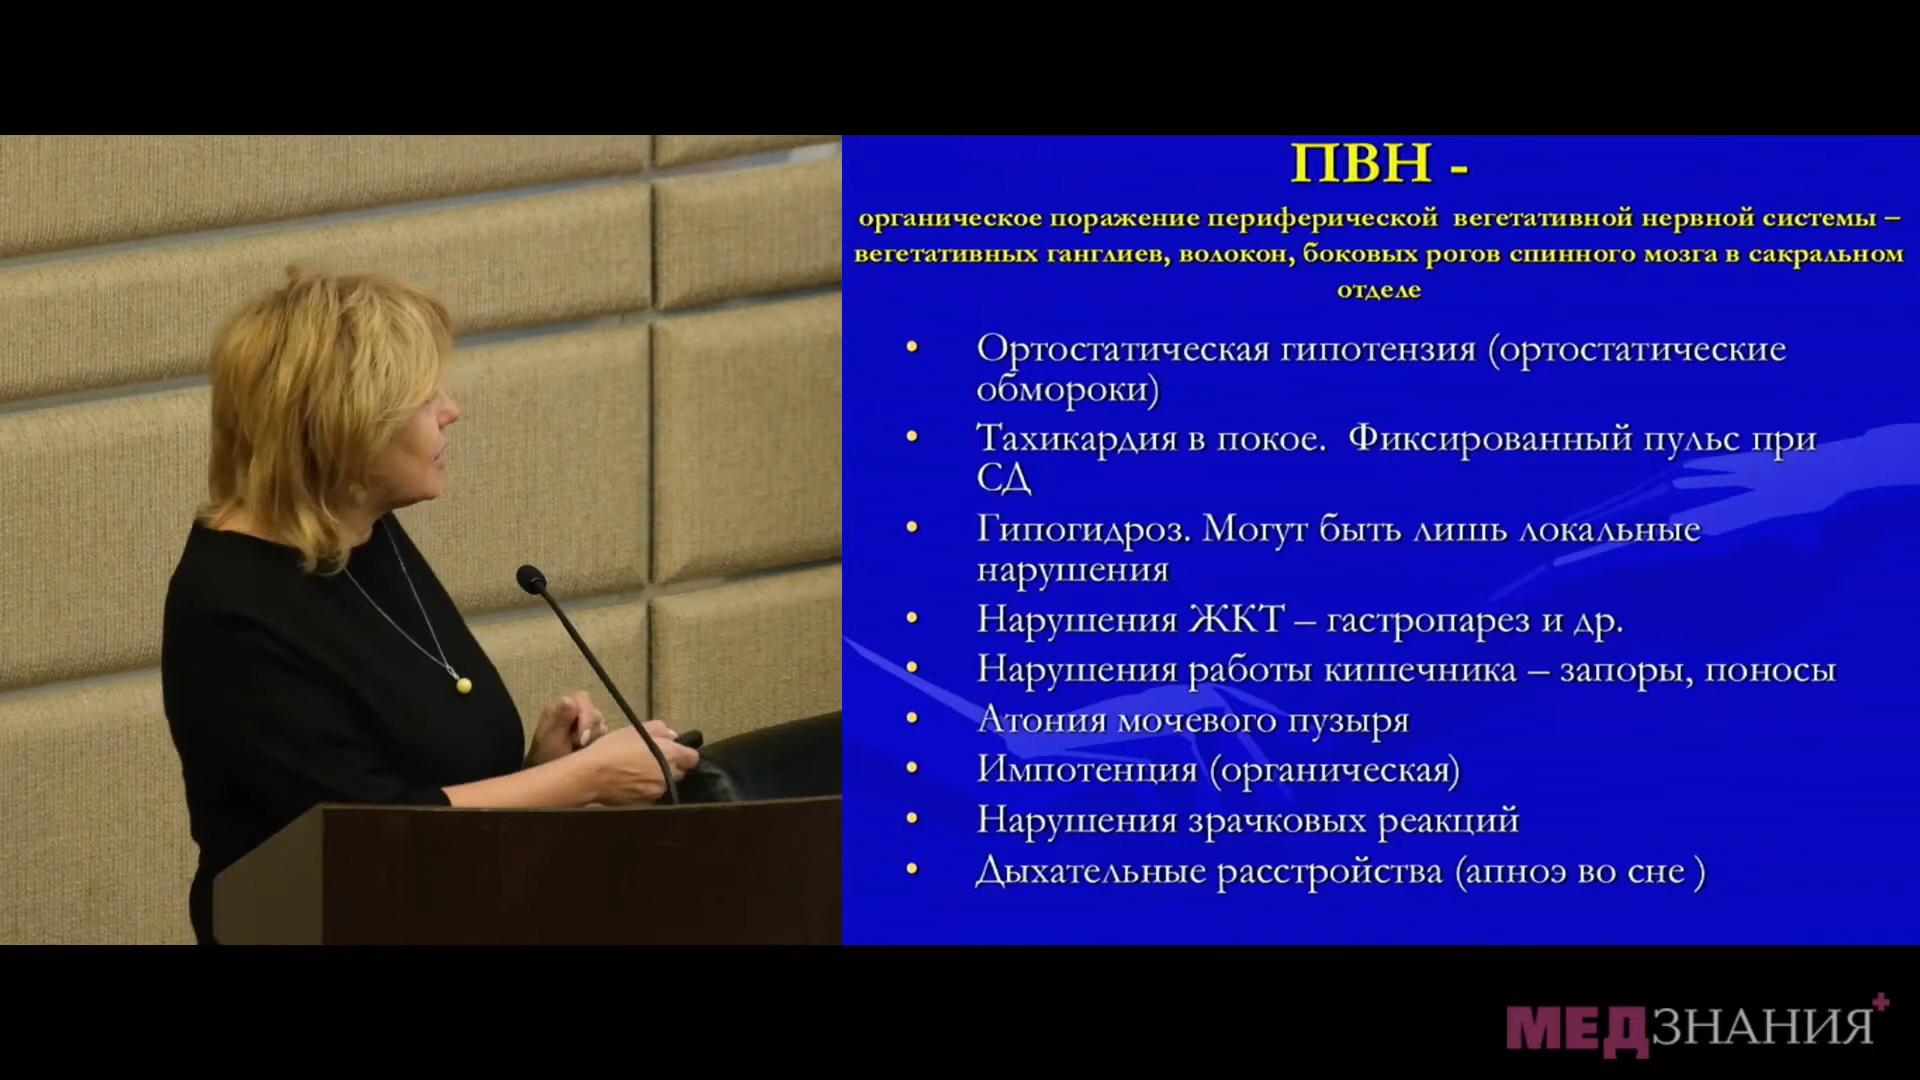 ПВН -
органическое поражение периферической вегетативной нервной системы –
вегетативных ганглиев, волокон, боковых рогов спинного мозга в сакральном
отделе
• Ортостатическая гипотензия (ортостатические
обмороки)
• Тахикардия в покое. Фиксированный пульс при
СД
• Гипогидроз. Могут быть лишь локальные
нарушения
• Нарушения ЖКТ – гастропарез и др.
• Нарушения работы кишечника – запоры, поносы
• Атония мочевого пузыря
• Импотенция (органическая)
• Нарушения зрачковых реакций
• Дыхательные расстройства (апноэ во сне )
МЕДЗНАНИЯ+